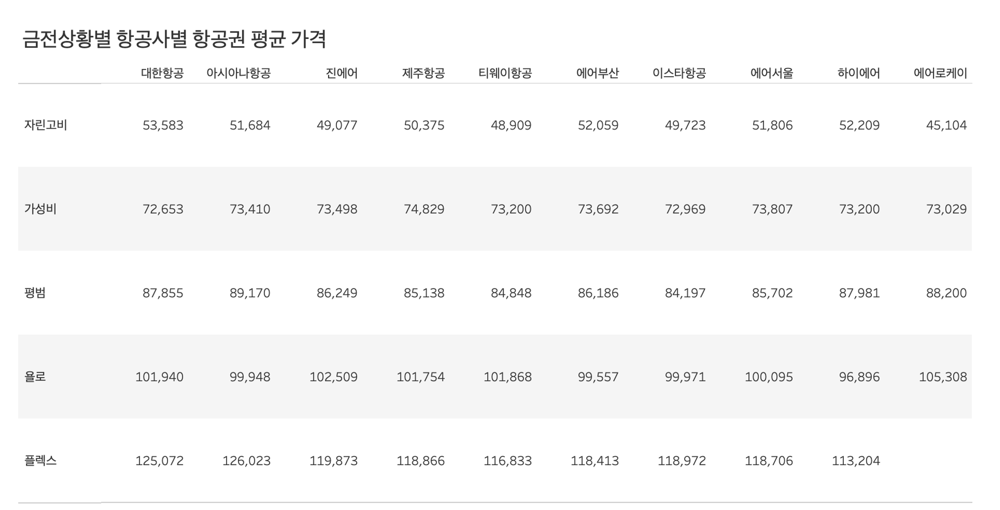 금전상황별 항공사별 항공권 평균 가격
대한항공 아시아나항공 진에어 제주항공 티웨이항공 에어부산 이스타항공 에어서울 하이에어 에어로케이
자린고비 53,583 51,684 49,077 50,375 48,909 52,059 49,723 51,806 52,209 45,104
가성비 72,653 73,410 73,498 74,829 73,200 73,692 72,969 73,807 73,200 73,029
평범 87,855 89,170 86,249 85,138 84,848 86,186 84,197 85,702 87,981 88,200
욜로 101,940 99,948 102,509 101,754 101,868 99,557 99,971 100,095 96,896 105,308
플렉스 125,072 126,023 119,873 118,866 116,833 118,413 118,972 118,706 113,204